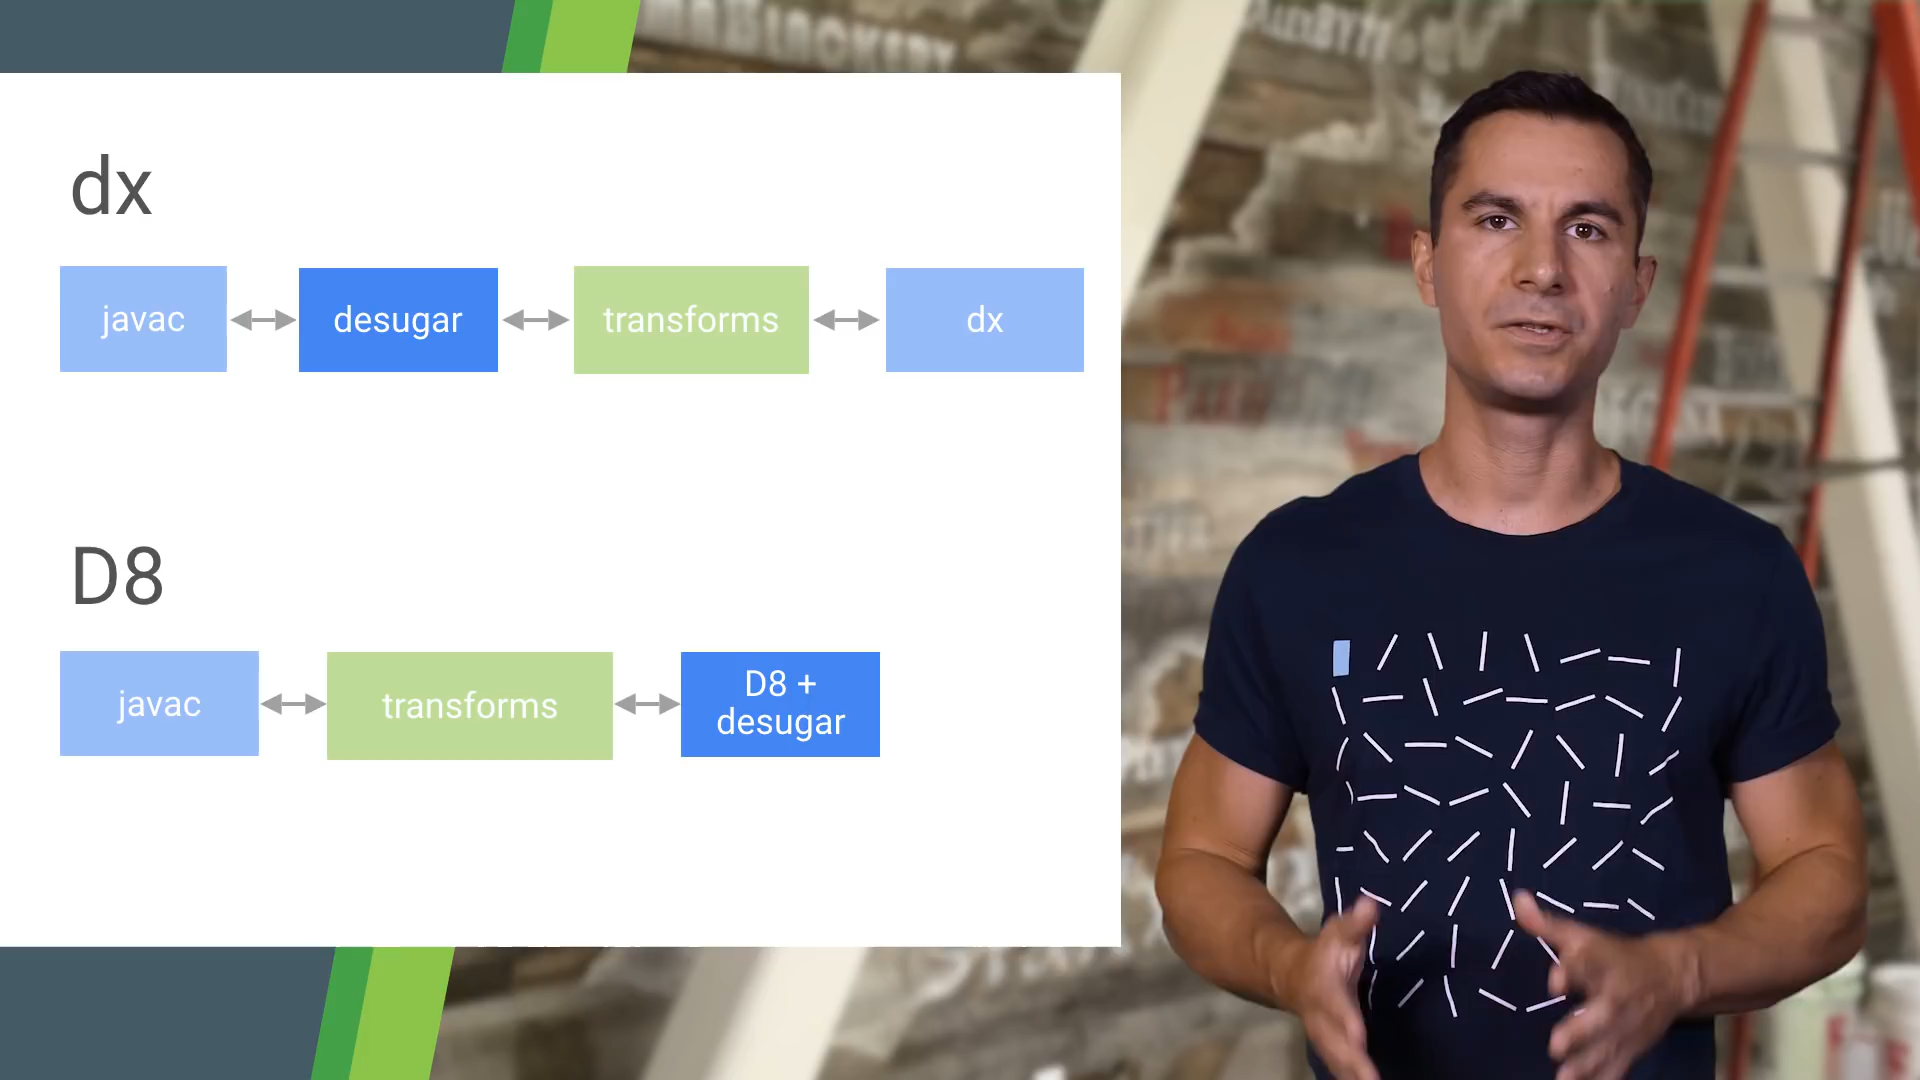 dx
javac
desugar
transforms
dx
D8
javac
transforms
D8 +
desugar